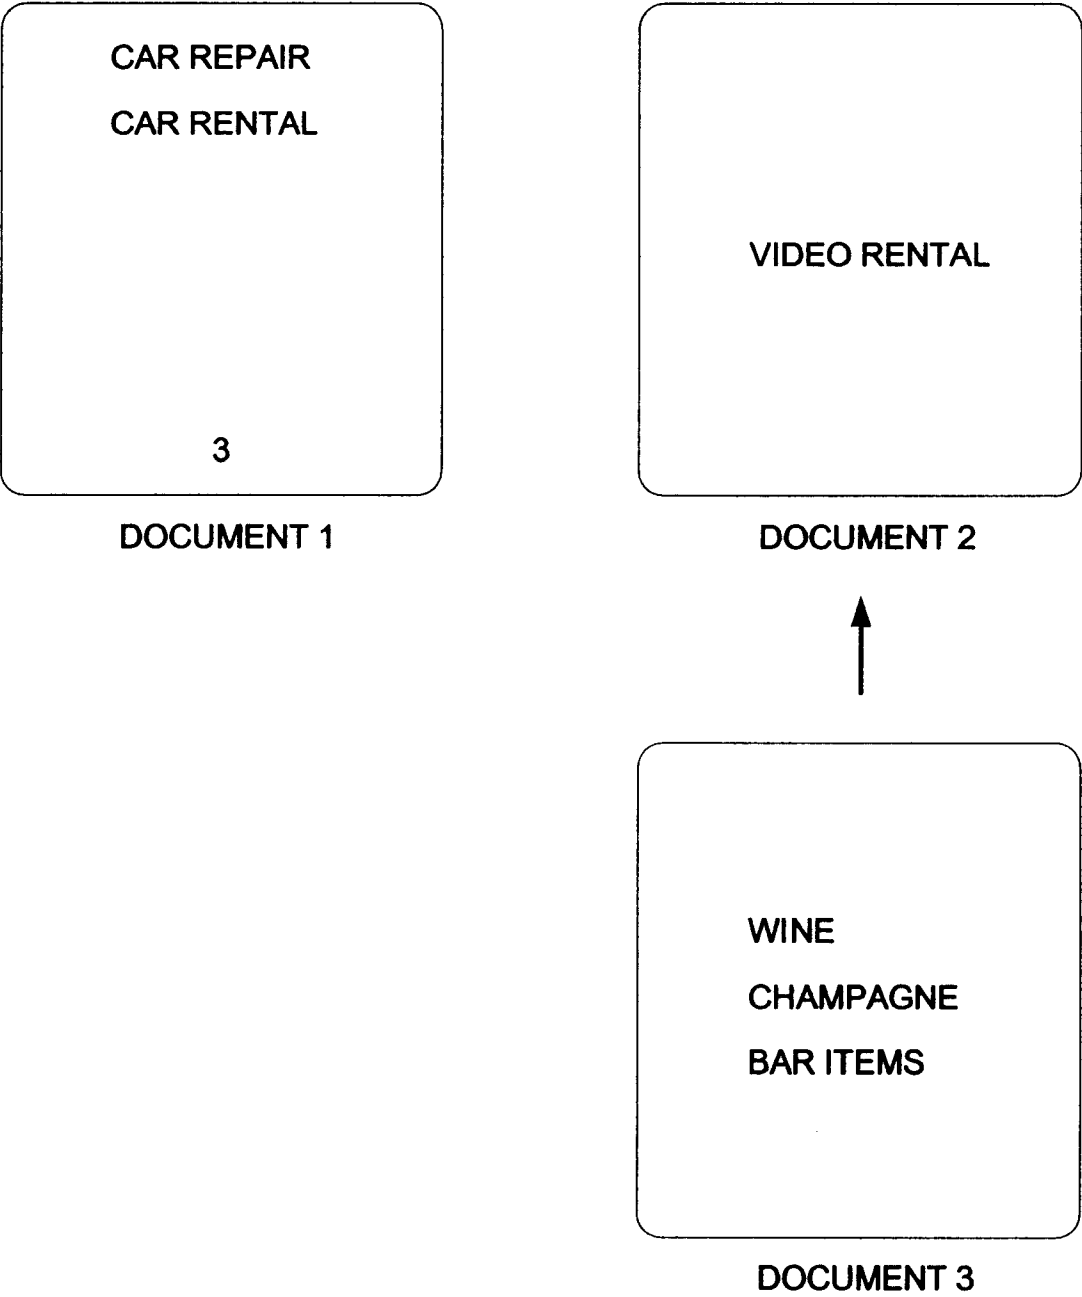 CAR REPAIR
CAR RENTAL
3
DOCUMENT 1
VIDEO RENTAL
DOCUMENT 2
WINE
CHAMPAGNE
BAR ITEMS
DOCUMENT 3